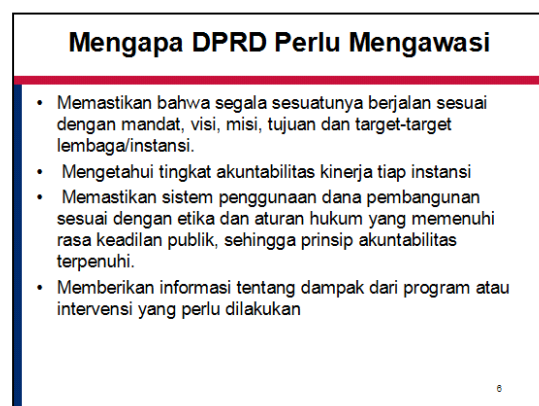 Mengapa DPRD Perlu Mengawasi
• Memastikan bahwa segala sesuatunya berjalan sesuai
dengan mandat, visi, misi, tujuan dan target-target
lembaga/instansi.
• Mengetahui tingkat akuntabilitas kinerja tiap instansi
• Memastikan sistem penggunaan dana pembangunan
sesuai dengan etika dan aturan hukum yang memenuhi
rasa keadilan publik, sehingga prinsip akuntabilitas
terpenuhi.
• Memberikan informasi tentang dampak dari program atau
intervensi yang perlu dilakukan
6